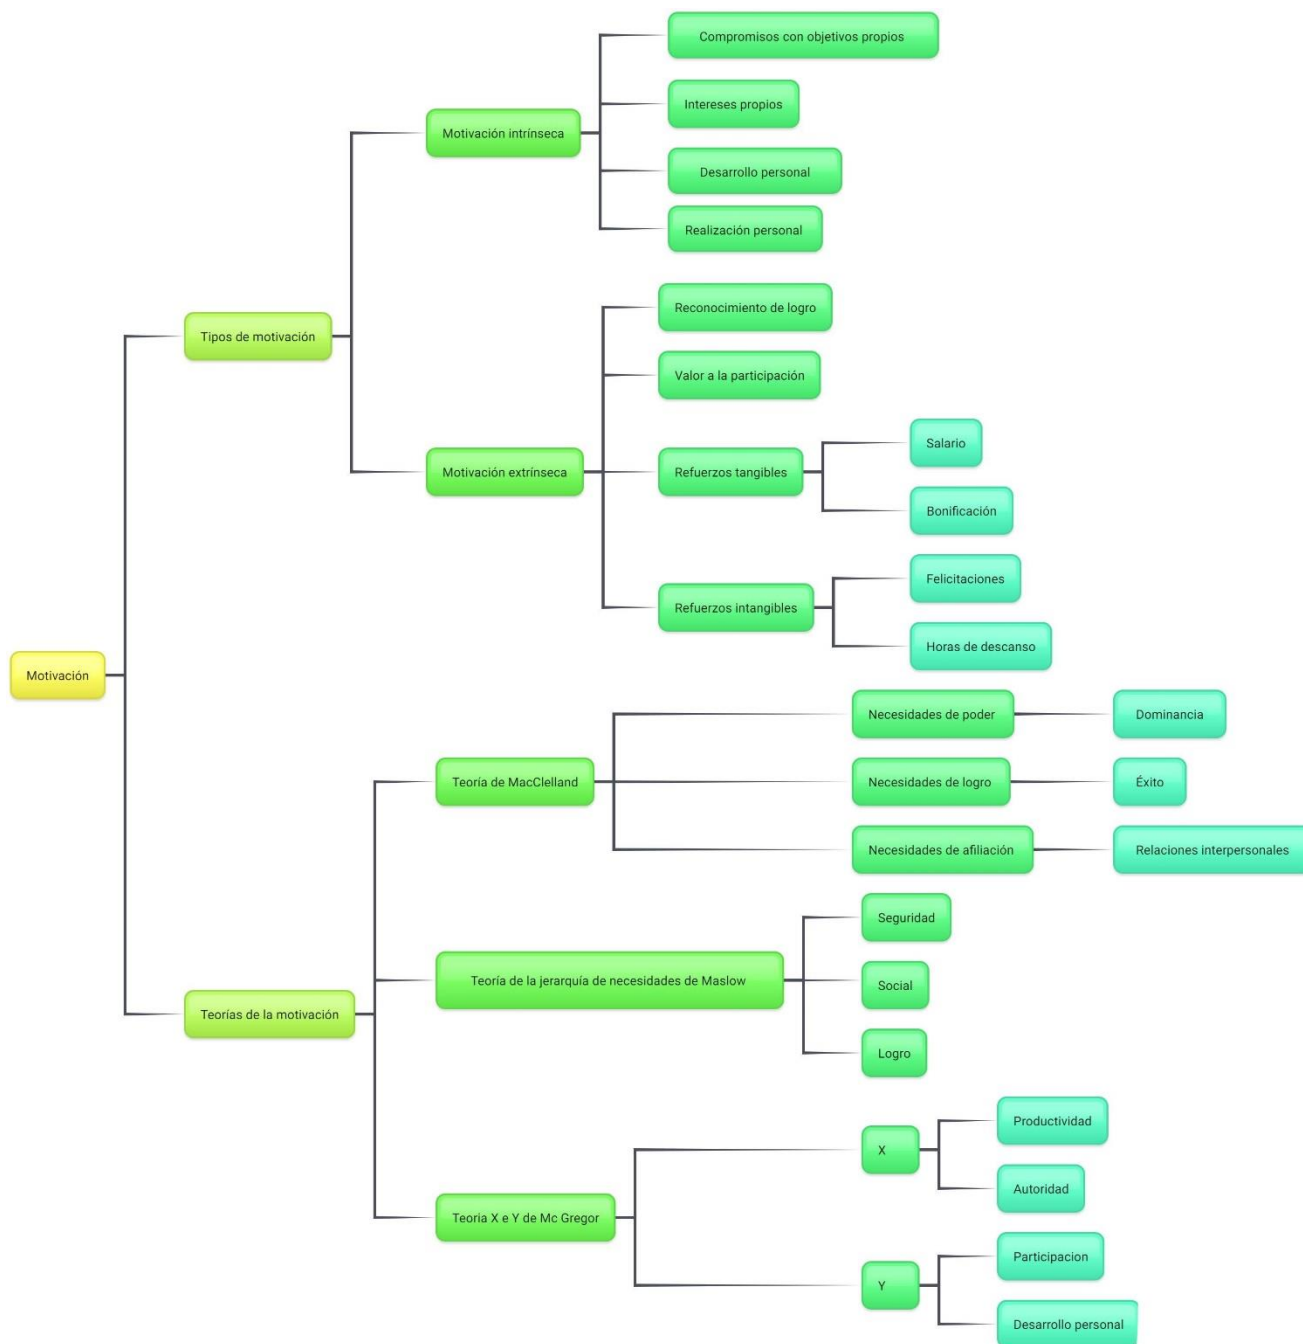 Motivación
Tipos de motivación
Motivación intrínseca
Compromisos con objetivos propios
Intereses propios
Desarrollo personal
Realización personal
Motivación extrínseca
Reconocimiento de logro
Valor a la participación
Refuerzos tangibles
Salario
Bonificación
Refuerzos intangibles
Felicitaciones
Horas de descanso
Teorías de la motivación
Teoría de MacClelland
Necesidades de poder
Dominancia
Necesidades de logro
Éxito
Necesidades de afiliación
Relaciones interpersonales
Teoría de la jerarquía de necesidades de Maslow
Seguridad
Social
Logro
Teoria X e Y de Mc Gregor
X
Productividad
Autoridad
Y
Participacion
Desarrollo personal